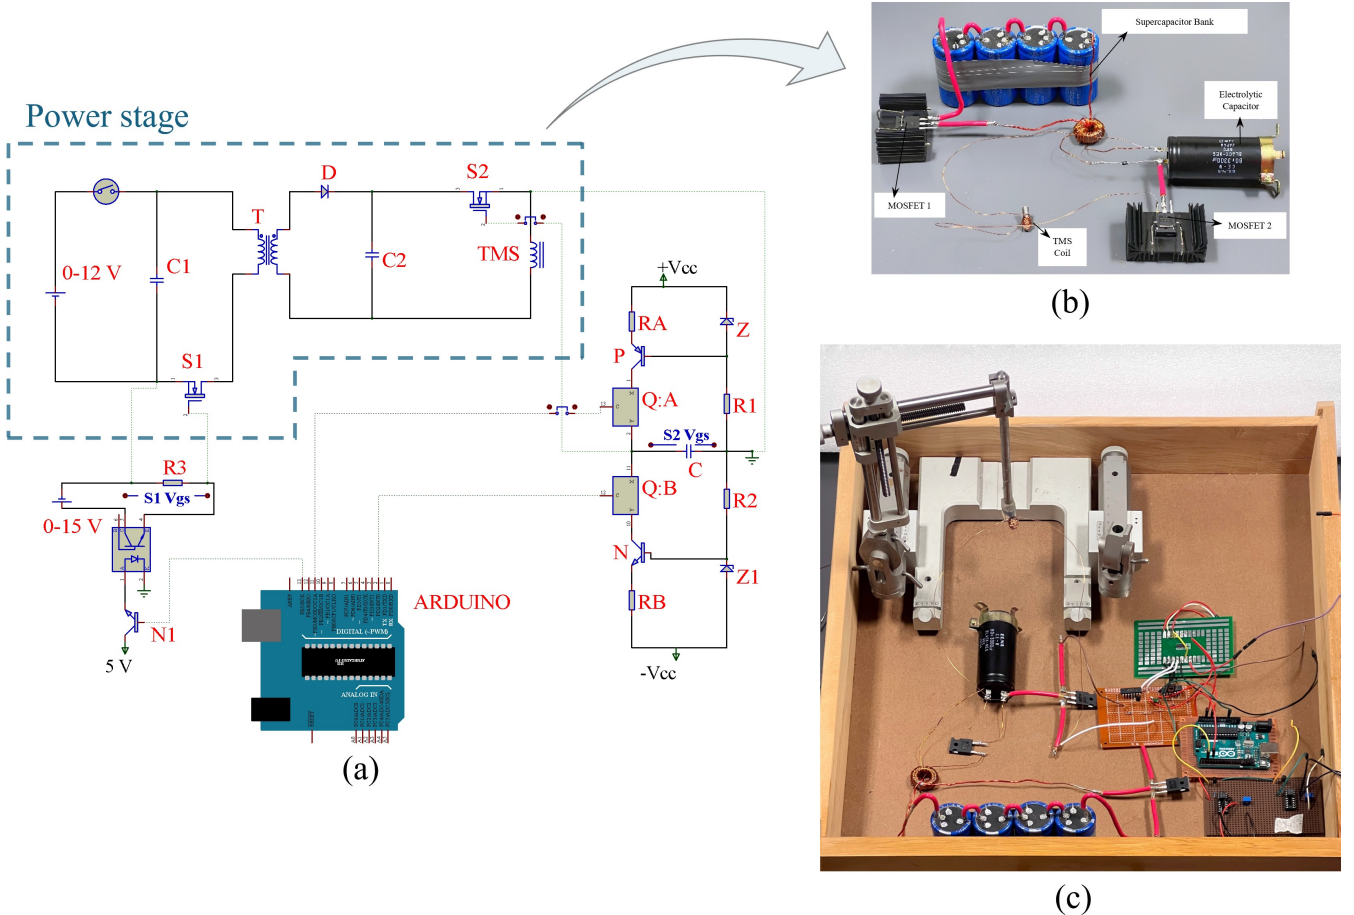 Power stage
0-12 V
C1
T
D
C2
S2
TMS
S1
R3
S1 Vgs
0-15 V
N1
5 V
+Vcc
RA
Z
P
Q:A
R1
S2 Vgs
C
Q:B
R2
N
Z1
RB
-Vcc
ARDUINO
DIGITAL (~PWM)
ANALOG IN
RESET
AREF
(a)
Supercapacitor Bank
Electrolytic
Capacitor
MOSFET 1
MOSFET 2
TMS
Coil
(b)
(c)